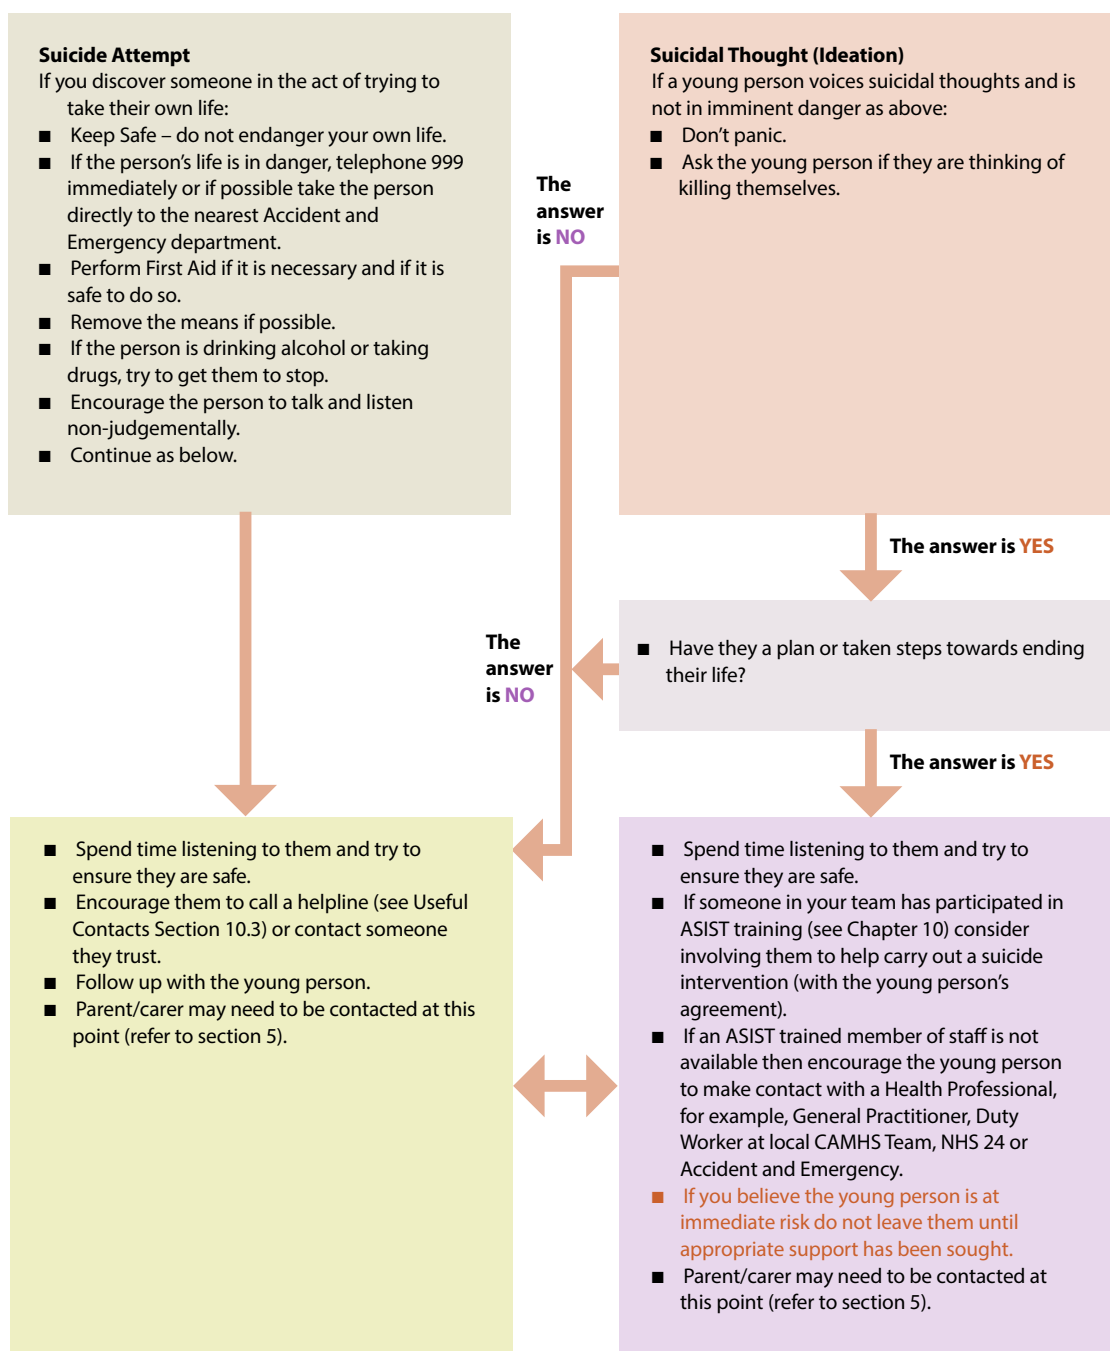 Suicide Attempt
If you discover someone in the act of trying to
take their own life:
■ Keep Safe – do not endanger your own life.
■ If the person's life is in danger, telephone 999
immediately or if possible take the person
directly to the nearest Accident and
Emergency department.
■ Perform First Aid if it is necessary and if it is
safe to do so.
■ Remove the means if possible.
■ If the person is drinking alcohol or taking
drugs, try to get them to stop.
■ Encourage the person to talk and listen
non-judgementally.
■ Continue as below.
The
answer
is NO
Suicidal Thought (Ideation)
If a young person voices suicidal thoughts and is
not in imminent danger as above:
■ Don't panic.
■ Ask the young person if they are thinking of
killing themselves.
The answer is YES
The
answer
is NO
■ Have they a plan or taken steps towards ending
their life?
The answer is YES
■ Spend time listening to them and try to
ensure they are safe.
■ Encourage them to call a helpline (see Useful
Contacts Section 10.3) or contact someone
they trust.
■ Follow up with the young person.
■ Parent/carer may need to be contacted at this
point (refer to section 5).
■ Spend time listening to them and try to
ensure they are safe.
■ If someone in your team has participated in
ASIST training (see Chapter 10) consider
involving them to help carry out a suicide
intervention (with the young person's
agreement).
■ If an ASIST trained member of staff is not
available then encourage the young person
to make contact with a Health Professional,
for example, General Practitioner, Duty
Worker at local CAMHS Team, NHS 24 or
Accident and Emergency.
■ If you believe the young person is at
immediate risk do not leave them until
appropriate support has been sought.
■ Parent/carer may need to be contacted at
this point (refer to section 5).